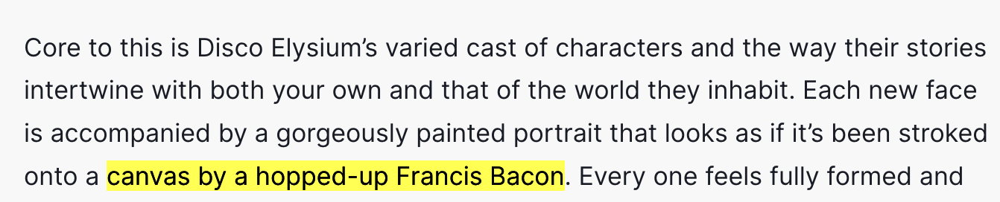 Core to this is Disco Elysium’s varied cast of characters and the way their stories
intertwine with both your own and that of the world they inhabit. Each new face
is accompanied by a gorgeously painted portrait that looks as if it’s been stroked
onto a canvas by a hopped-up Francis Bacon. Every one feels fully formed and